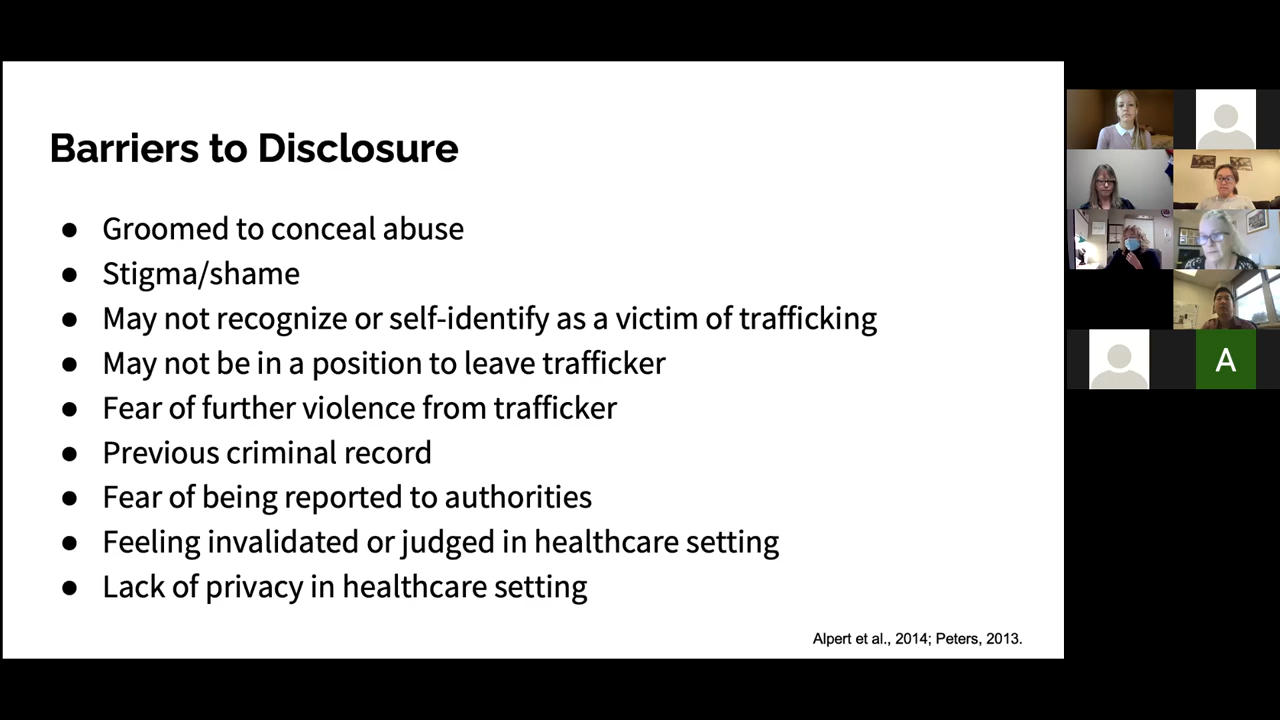 Barriers to Disclosure
● Groomed to conceal abuse
● Stigma/shame
● May not recognize or self-identify as a victim of trafficking
● May not be in a position to leave trafficker
● Fear of further violence from trafficker
● Previous criminal record
● Fear of being reported to authorities
● Feeling invalidated or judged in healthcare setting
● Lack of privacy in healthcare setting
Alpert et al., 2014; Peters, 2013.
A